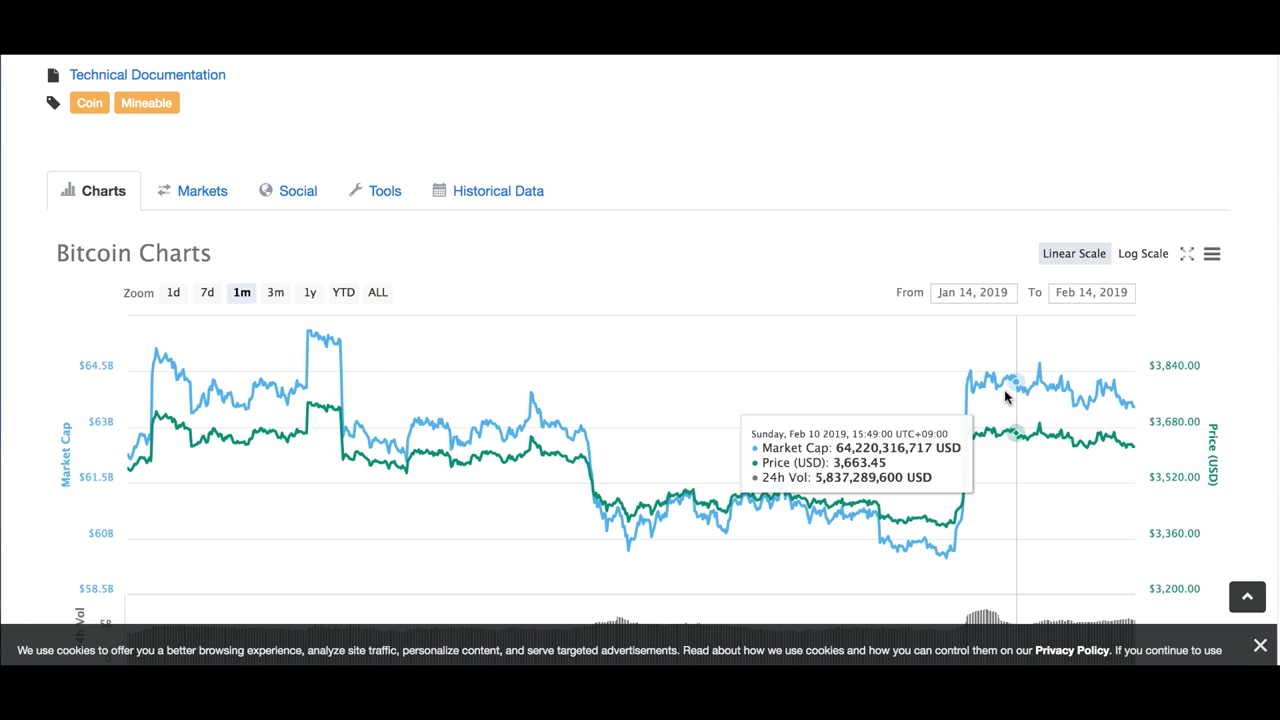 Technical Documentation
Coin Mineable
Charts Markets Social Tools Historical Data
Bitcoin Charts
Linear Scale Log Scale
Zoom 1d 7d 1m 3m 1y YTD ALL From Jan 14, 2019 To Feb 14, 2019
$64.5B $3,840.00
$63B $3,680.00
$61.5B $3,520.00
$60B $3,360.00
$58.5B $3,200.00
Market Cap
Price (USD)
Sunday, Feb 10 2019, 15:49:00 UTC+09:00
Market Cap: 64,220,316,717 USD
Price (USD): 3,663.45
24h Vol: 5,837,289,600 USD
Vol
We use cookies to offer you a better browsing experience, analyze site traffic, personalize content, and serve targeted advertisements. Read about how we use cookies and how you can control them on our Privacy Policy. If you continue to use